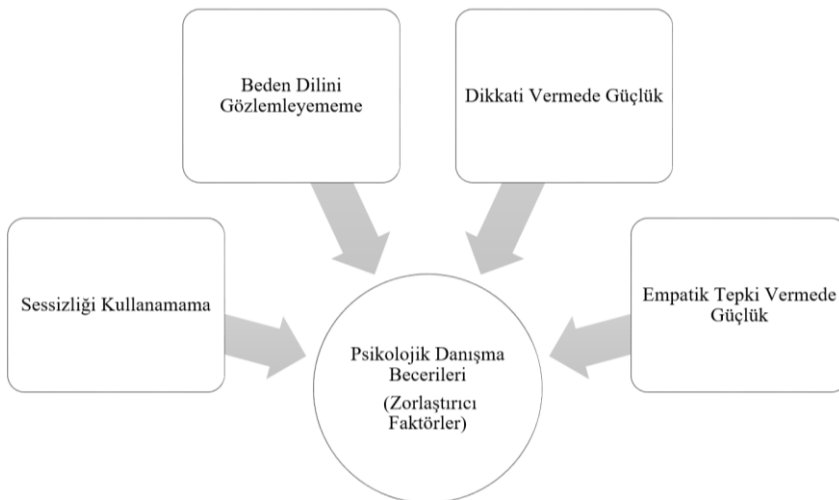 Beden Dilini
Gözlemleyememe
Dikkati Vermede Güçlük
Sessizliği Kullanamama
Empatik Tepki Vermede
Güçlük
Psikolojik Danışma
Becerileri
(Zorlaştırıcı
Faktörler)